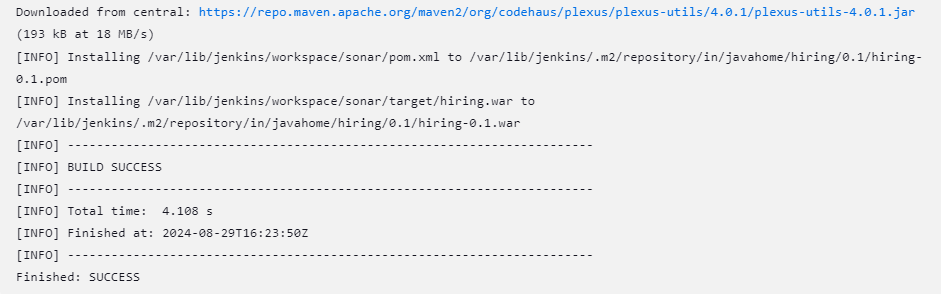 Downloaded from central: https://repo.maven.apache.org/maven2/org/codehaus/plexus/plexus-utils/4.0.1/plexus-utils-4.0.1.jar
(193 kB at 18 MB/s)
[INFO] Installing /var/lib/jenkins/workspace/sonar/pom.xml to /var/lib/jenkins/.m2/repository/in/javahome/hiring/0.1/hiring-
0.1.pom
[INFO] Installing /var/lib/jenkins/workspace/sonar/target/hiring.war to
/var/lib/jenkins/.m2/repository/in/javahome/hiring/0.1/hiring-0.1.war
[INFO] ------------------------------------------------------------------------
[INFO] BUILD SUCCESS
[INFO] ------------------------------------------------------------------------
[INFO] Total time:  4.108 s
[INFO] Finished at: 2024-08-29T16:23:50Z
[INFO] ------------------------------------------------------------------------
Finished: SUCCESS